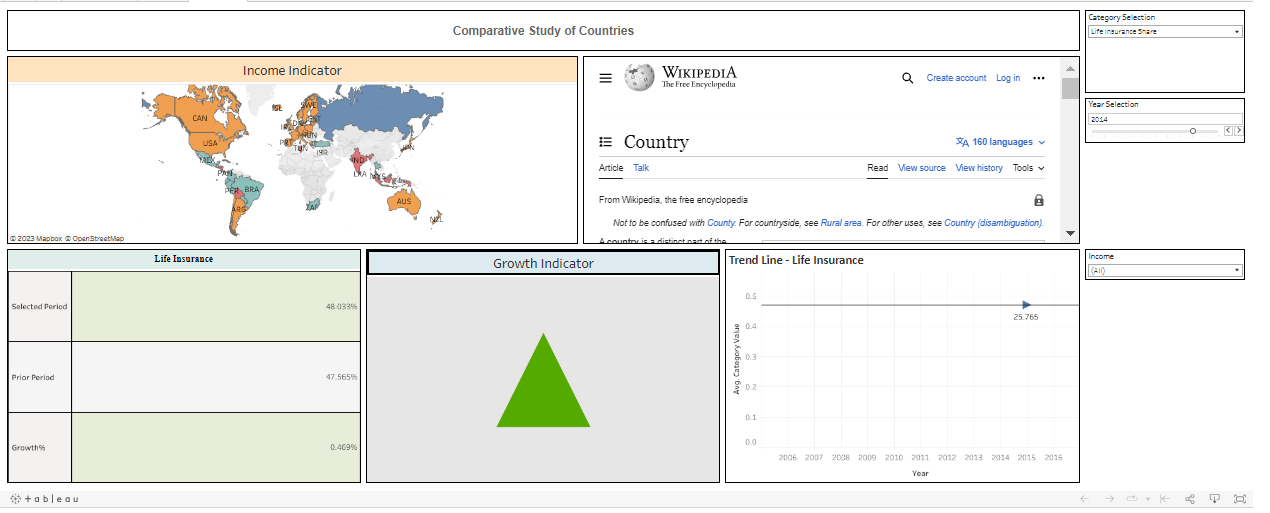 Comparative Study of Countries
Category Selection
Life Insurance Share
Income Indicator
CAN
USA
MEX
PAN
PER
BRA
ARG
ISL
SWE
EST
HUN
PRT
TUN
ISR
ZAF
IND
LKA
MYS
JPN
AUS
NZL
© 2023 Mapbox © OpenStreetMap
WIKIPEDIA
The Free Encyclopedia
Create account Log in
Country
160 languages
Article Talk Read View source View history Tools
From Wikipedia, the free encyclopedia
Not to be confused with County. For countryside, see Rural area. For other uses, see Country (disambiguation).
A country is a distinct part of the
Year Selection
2014
Life Insurance
Selected Period 48.033%
Prior Period 47.565%
Growth% 0.469%
Growth Indicator
Trend Line - Life Insurance
Avg. Category Value
0.5
0.4
0.3
0.2
0.1
0.0
25.765
2006 2007 2008 2009 2010 2011 2012 2013 2014 2015 2016
Year
Income
(All)
+ a b | e a u